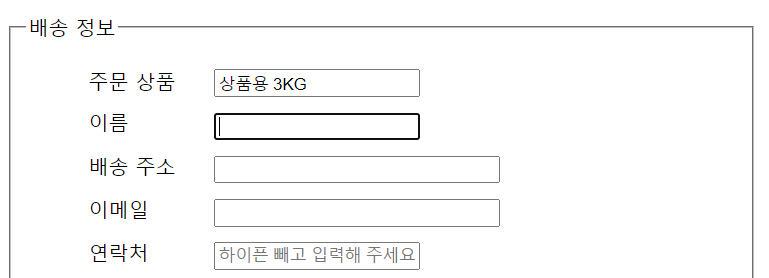 배송 정보
주문 상품 상품용 3KG
이름
배송 주소
이메일
연락처 하이픈 빼고 입력해 주세요